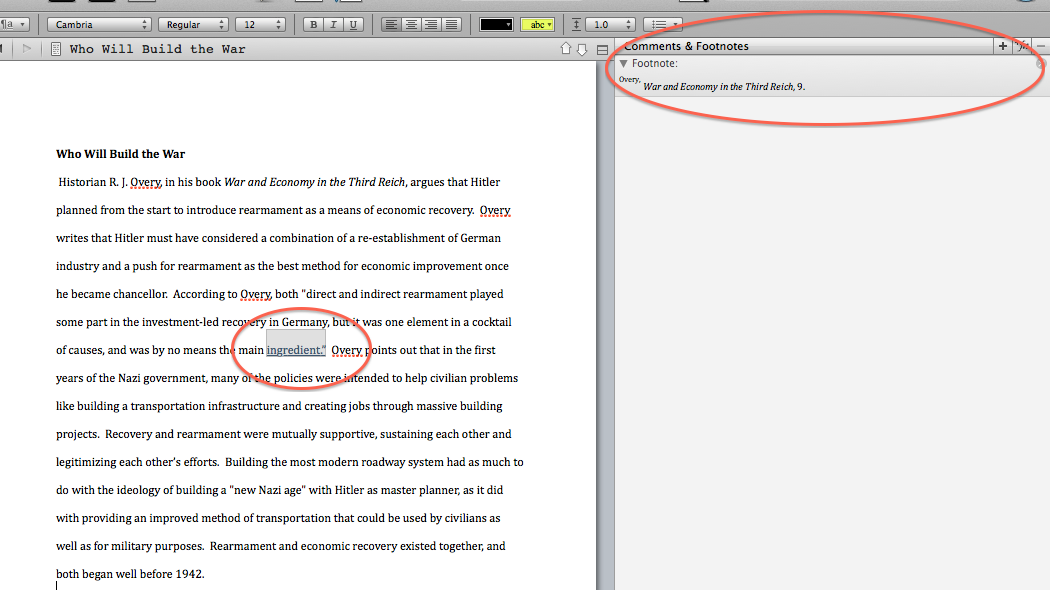 Cambria Regular 12 B I U abc 1.0
Who Will Build the War
Comments & Footnotes
Footnote:
Overy,
War and Economy in the Third Reich, 9.
Who Will Build the War
Historian R. J. Overy, in his book War and Economy in the Third Reich, argues that Hitler
planned from the start to introduce rearmament as a means of economic recovery.  Overy
writes that Hitler must have considered a combination of a re-establishment of German
industry and a push for rearmament as the best method for economic improvement once
he became chancellor.  According to Overy, both "direct and indirect rearmament played
some part in the investment-led recovery in Germany, but it was one element in a cocktail
of causes, and was by no means the main ingredient."  Overy points out that in the first
years of the Nazi government, many of the policies were intended to help civilian problems
like building a transportation infrastructure and creating jobs through massive building
projects.  Recovery and rearmament were mutually supportive, sustaining each other and
legitimizing each other's efforts.  Building the most modern roadway system had as much to
do with the ideology of building a "new Nazi age" with Hitler as master planner, as it did
with providing an improved method of transportation that could be used by civilians as
well as for military purposes.  Rearmament and economic recovery existed together, and
both began well before 1942.